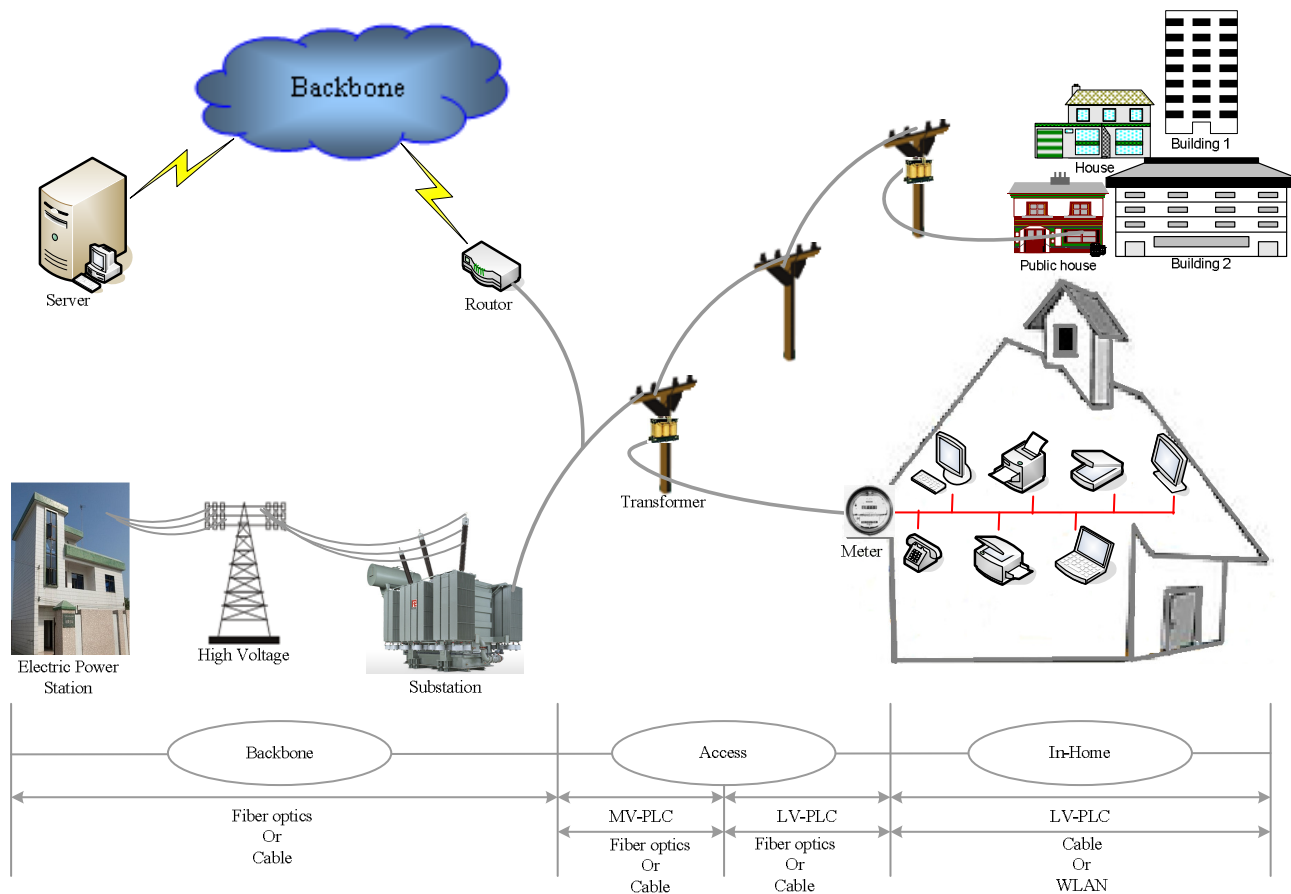 Backbone
Server
Routor
Building 1
House
Public house
Building 2
Transformer
Meter
Electric Power
Station
High Voltage
Substation
Backbone
Access
In-Home
Fiber optics
Or
Cable
MV-PLC
Fiber optics
Or
Cable
LV-PLC
Fiber optics
Or
Cable
LV-PLC
Cable
Or
WLAN